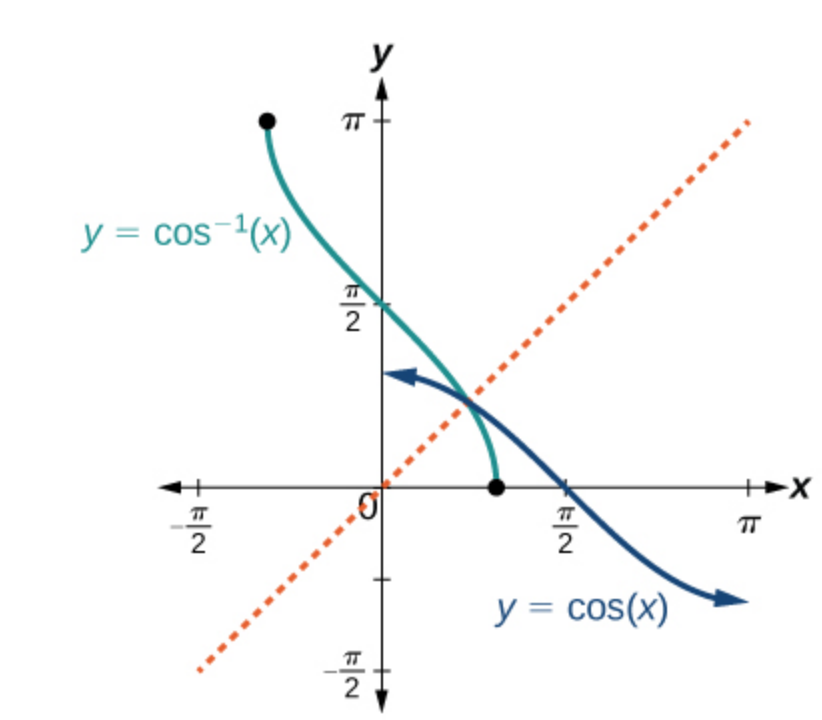 y
π
y = cos⁻¹(x)
π/2
x
0
-π/2
π/2
π
y = cos(x)
-π/2